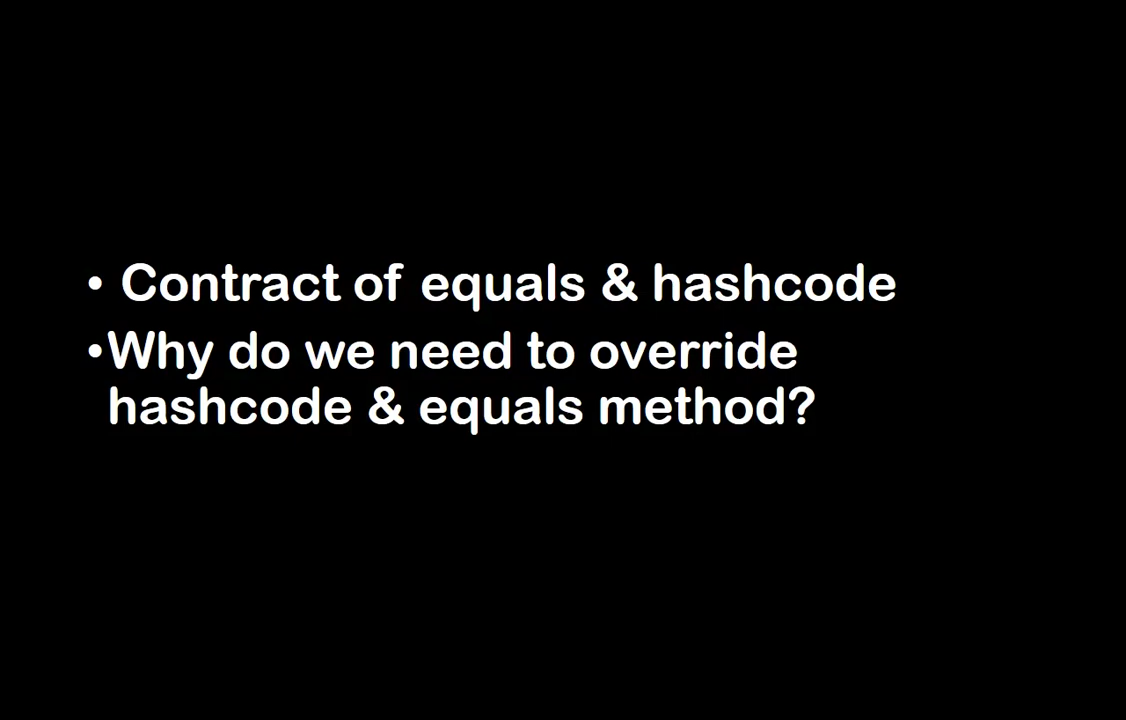 • Contract of equals & hashcode
•Why do we need to override
hashcode & equals method?